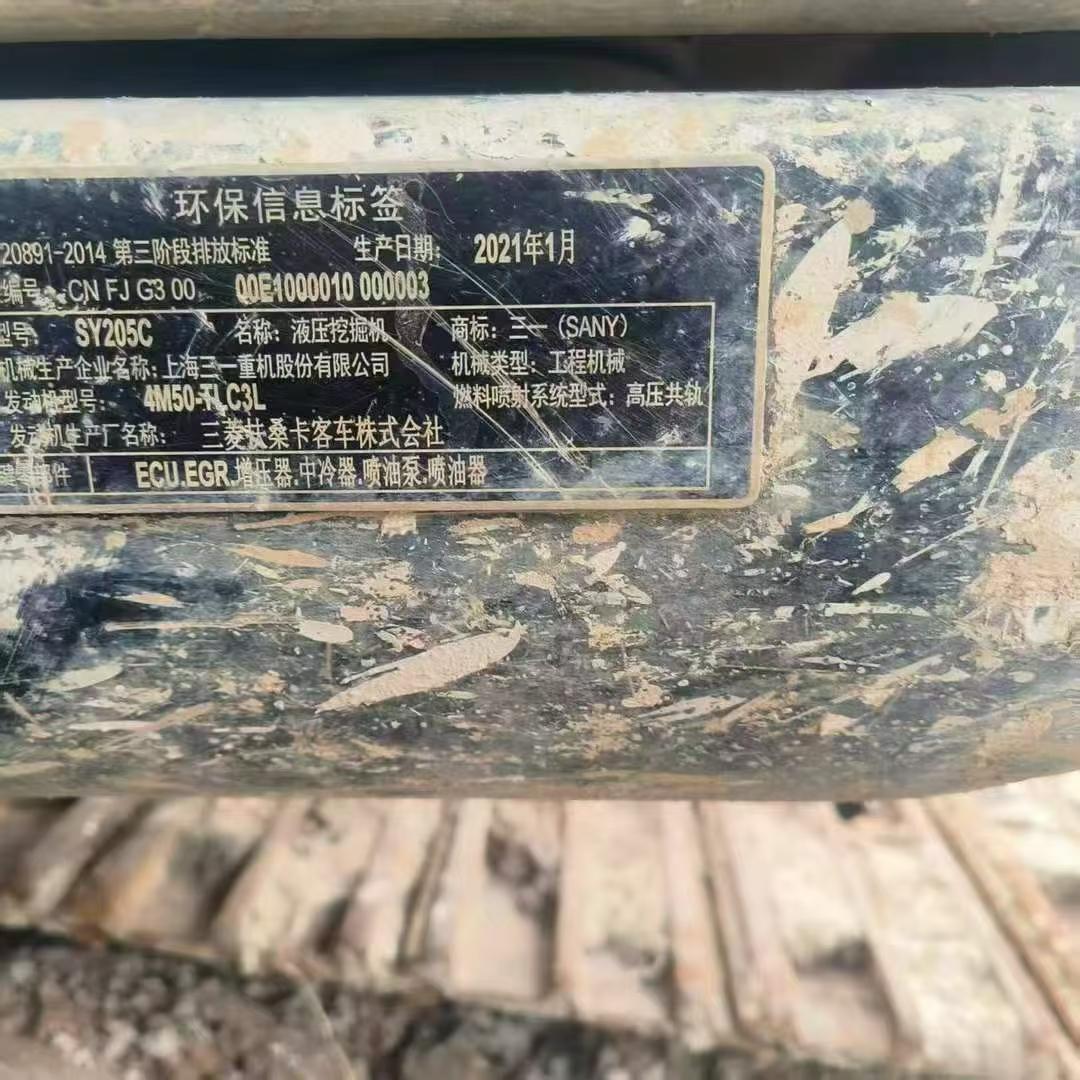 环保信息标签
20891-2014 第三阶段排放标准 生产日期: 2021年1月
编号: CN FJ G3 00 00E1000010 000003
型号: SY205C 名称: 液压挖掘机 商标: 三一 (SANY)
机械生产企业名称: 上海三一重机股份有限公司 机械类型: 工程机械
发动机型号: 4M50-TLC3L 燃料喷射系统型式: 高压共轨
发动机生产厂名称: 三菱扶桑卡客车株式会社
零部件 ECU.EGR.增压器.中冷器.喷油泵.喷油器